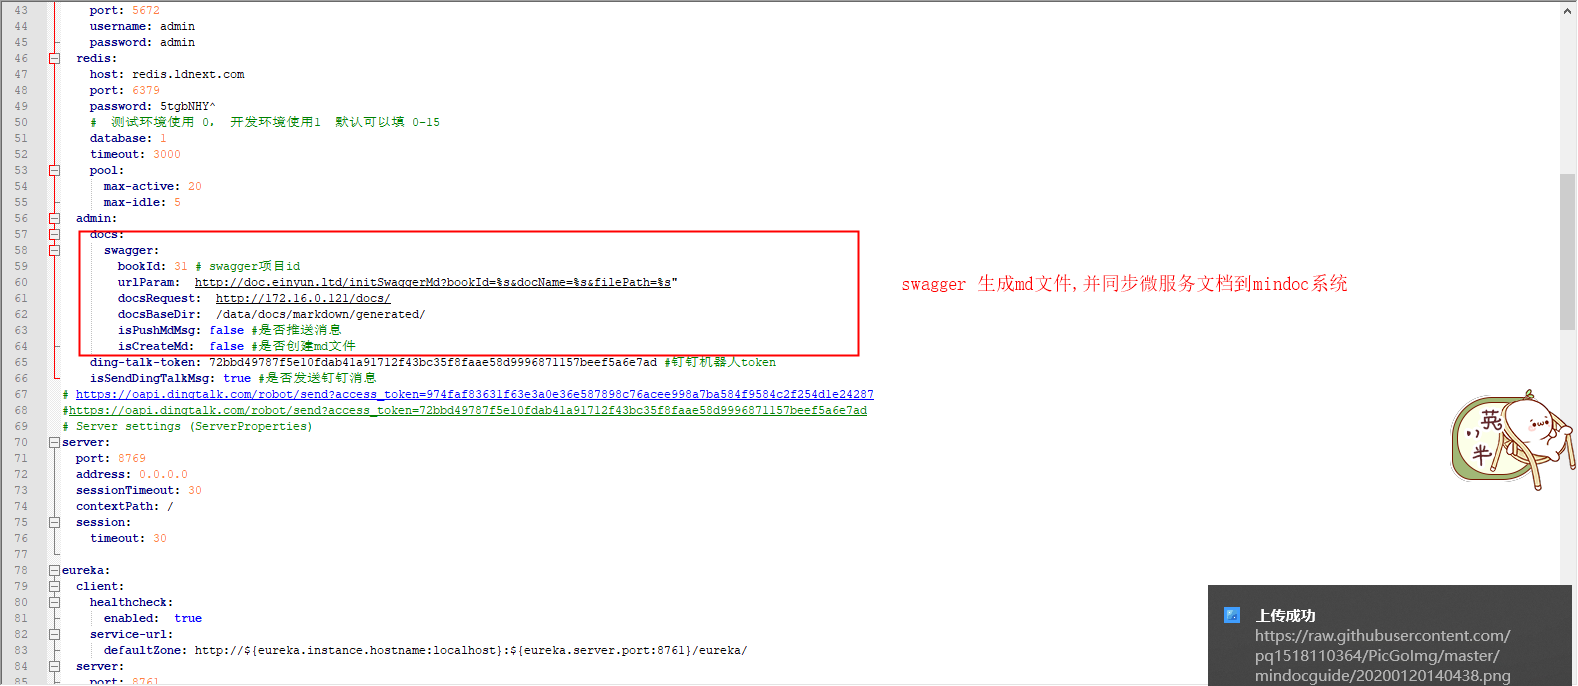 43 port: 5672
44 username: admin
45 password: admin
46 redis:
47 host: redis.ldnext.com
48 port: 6379
49 password: 5tgbNHY^
50 # 测试环境使用 0, 开发环境使用1 默认可以填 0-15
51 database: 1
52 timeout: 3000
53 pool:
54 max-active: 20
55 max-idle: 5
56 admin:
57 docs:
58 swagger:
59 bookId: 31 # swagger项目id
60 urlParam: http://doc.einyun.ltd/initSwaggerMd?bookId=%s&docName=%s&filePath=%s"
61 docsRequest: http://172.16.0.121/docs/
62 docsBaseDir: /data/docs/markdown/generated/
63 isPushMdMsg: false #是否推送消息
64 isCreateMd: false #是否创建md文件
swagger 生成md文件,并同步微服务文档到mindoc系统
65 ding-talk-token: 72bbd49787f5e10fdab41a91712f43bc35f8faae58d9996871157beef5a6e7ad #钉钉机器人token
66 isSendDingTalkMsg: true #是否发送钉钉消息
67 # https://oapi.dingtalk.com/robot/send?access_token=974faf83631f63e3a0e36e587898c76acee998a7ba584f9584c2f254d1e24287
68 #https://oapi.dingtalk.com/robot/send?access_token=72bbd49787f5e10fdab41a91712f43bc35f8faae58d9996871157beef5a6e7ad
69 # Server settings (ServerProperties)
70 server:
71 port: 8769
72 address: 0.0.0.0
73 sessionTimeout: 30
74 contextPath: /
75 session:
76 timeout: 30
77
78 eureka:
79 client:
80 healthcheck:
81 enabled: true
82 service-url:
83 defaultZone: http://${eureka.instance.hostname:localhost}:${eureka.server.port:8761}/eureka/
84 server:
85 port: 8761
英
半
上传成功
https://raw.githubusercontent.com/
pq1518110364/PicGoImg/master/
mindocguide/20200120140438.png